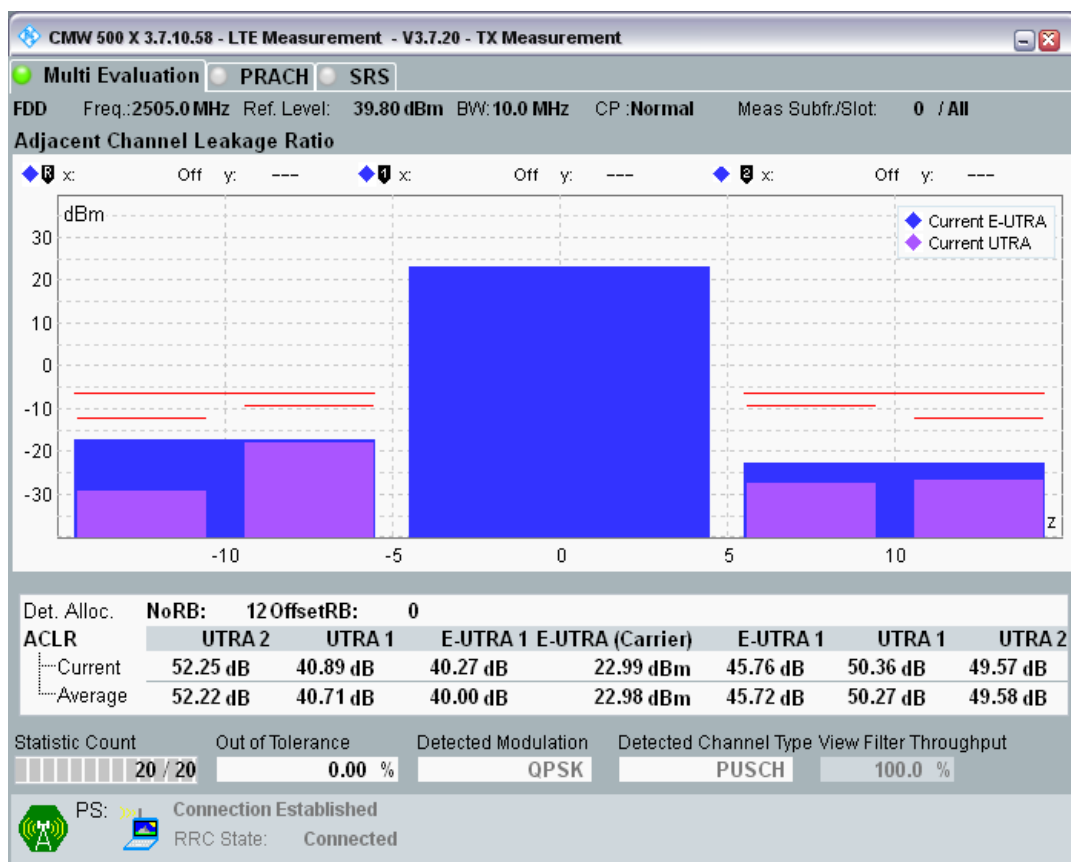 CMW 500 X 3.7.10.58 - LTE Measurement - V3.7.20 - TX Measurement
Multi Evaluation PRACH SRS
FDD Freq.:2505.0 MHz Ref. Level: 39.80 dBm BW:10.0 MHz CP :Normal Meas Subfr./Slot: 0 / All
Adjacent Channel Leakage Ratio
R x: Off y: --- 1 x: Off y: --- 2 x: Off y: ---
dBm
Current E-UTRA
Current UTRA
30
20
10
0
-10
-20
-30
z
-10 -5 0 5 10
Det. Alloc. NoRB: 12 OffsetRB: 0
ACLR UTRA 2 UTRA 1 E-UTRA 1 E-UTRA (Carrier) E-UTRA 1 UTRA 1 UTRA 2
Current 52.25 dB 40.89 dB 40.27 dB 22.99 dBm 45.76 dB 50.36 dB 49.57 dB
Average 52.22 dB 40.71 dB 40.00 dB 22.98 dBm 45.72 dB 50.27 dB 49.58 dB
Statistic Count Out of Tolerance Detected Modulation Detected Channel Type View Filter Throughput
20 / 20 0.00 % QPSK PUSCH 100.0 %
PS: Connection Established
RRC State: Connected